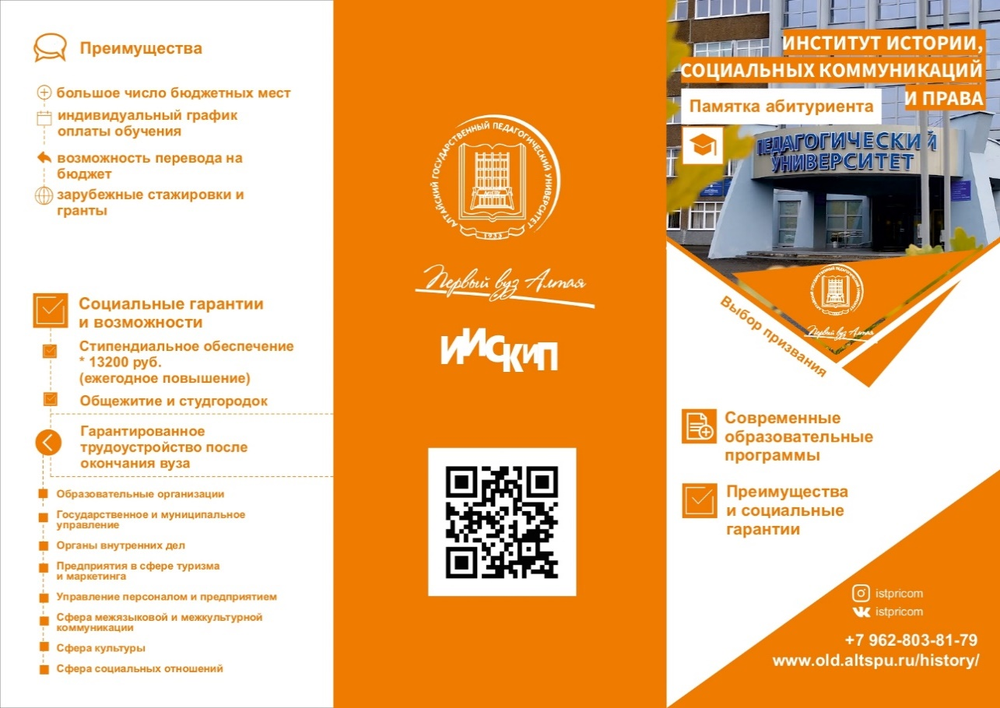 Преимущества
большое число бюджетных мест
индивидуальный график
оплаты обучения
возможность перевода на
бюджет
зарубежные стажировки и
гранты
Социальные гарантии
и возможности
Стипендиальное обеспечение
* 13200 руб.
(ежегодное повышение)
Общежитие и студгородок
Гарантированное
трудоустройство после
окончания вуза
Образовательные организации
Государственное и муниципальное
управление
Органы внутренних дел
Предприятия в сфере туризма
и маркетинга
Управление персоналом и предприятием
Сфера межязыковой и межкультурной
коммуникации
Сфера культуры
Сфера социальных отношений
АЛТАЙСКИЙ ГОСУДАРСТВЕННЫЙ ПЕДАГОГИЧЕСКИЙ УНИВЕРСИТЕТ
1933
Первый вуз Алтая
ИИСКИП
ИНСТИТУТ ИСТОРИИ,
СОЦИАЛЬНЫХ КОММУНИКАЦИЙ
И ПРАВА
Памятка абитуриента
ПЕДАГОГИЧЕСКИЙ
УНИВЕРСИТЕТ
Первый вуз Алтая
Выбор призвания
Современные
образовательные
программы
Преимущества
и социальные
гарантии
istpricom
istpricom
+7 962-803-81-79
www.old.altspu.ru/history/